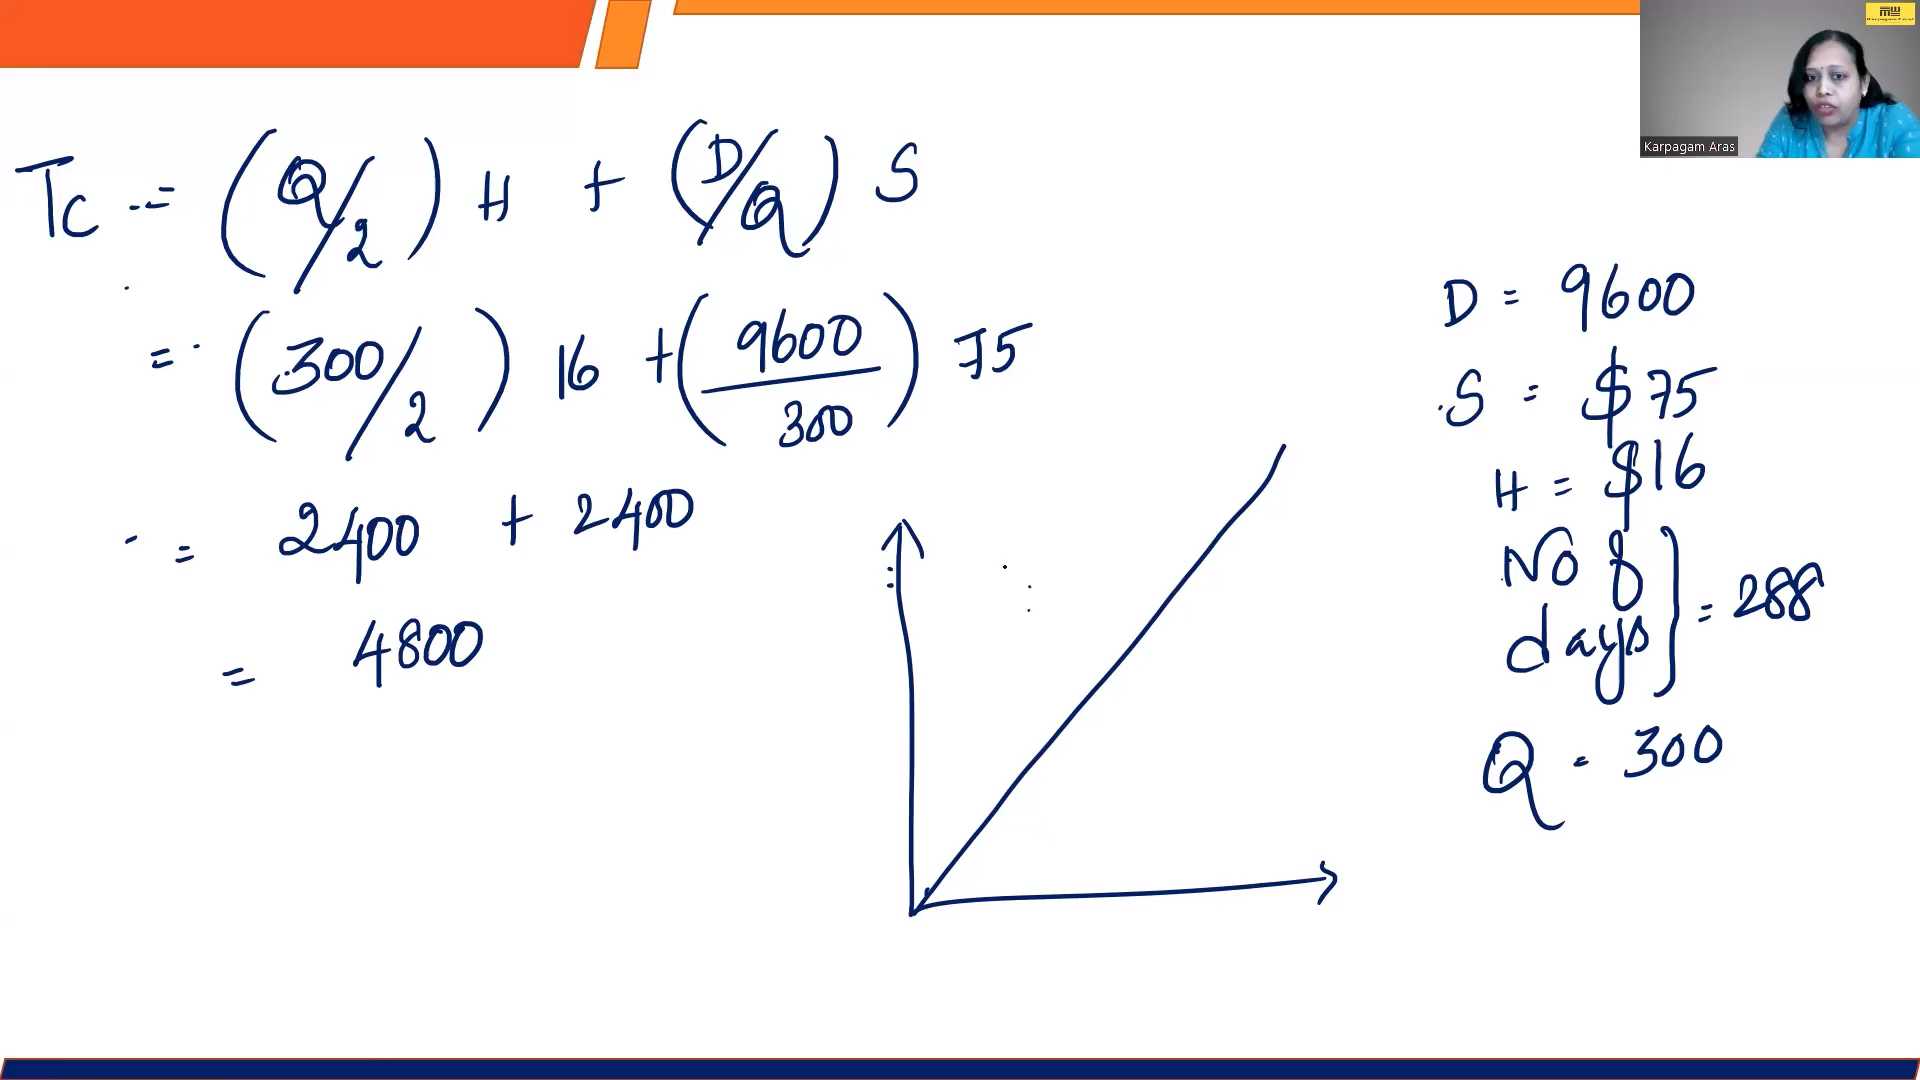 Tc = (Q/2) H + (D/Q) S
= (300/2) 16 + (9600/300) 75
= 2400 + 2400
= 4800
D = 9600
S = $75
H = $16
No of days } = 288
Q = 300
Karpagam Aras